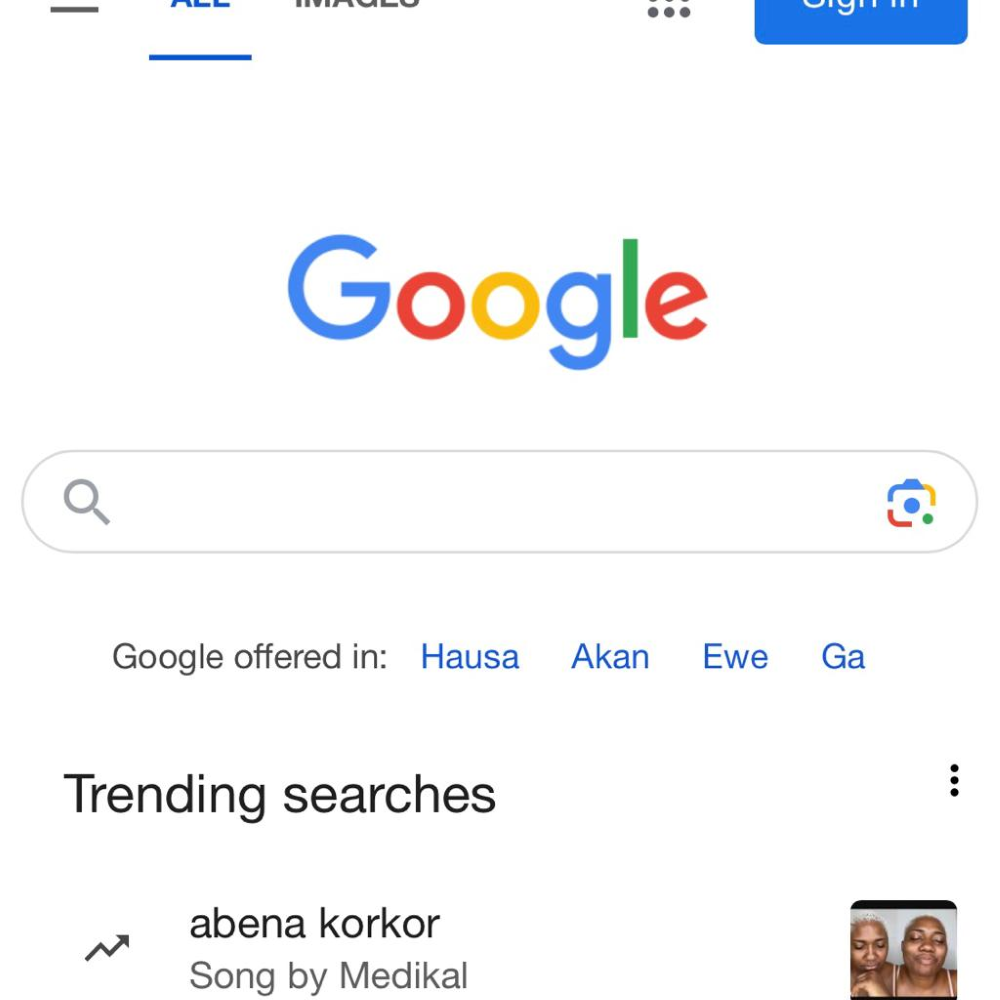 ALL IMAGES Sign in
Google
Google offered in: Hausa Akan Ewe Ga
Trending searches
abena korkor
Song by Medikal